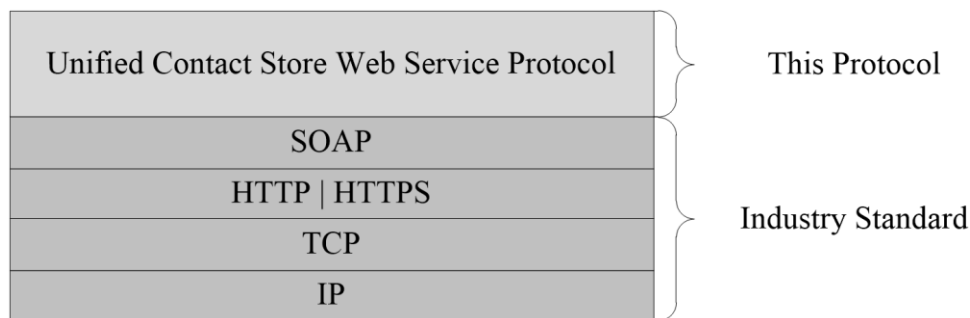 Unified Contact Store Web Service Protocol
This Protocol
SOAP
HTTP | HTTPS
TCP
IP
Industry Standard